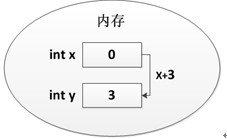 内存
int x 0
x+3
int y 3